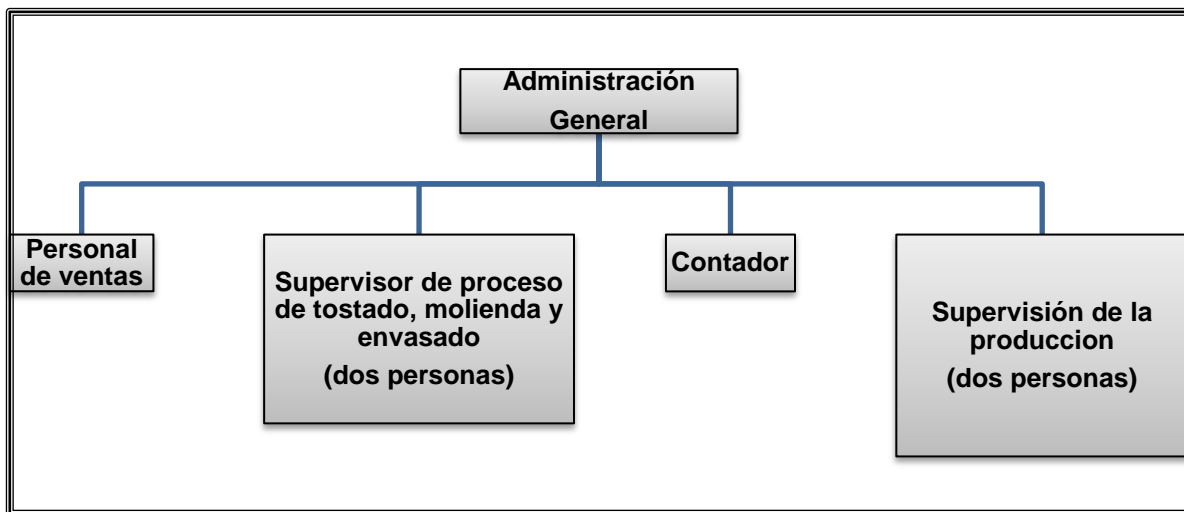 Administración
General
Personal
de ventas
Supervisor de proceso
de tostado, molienda y
envasado
(dos personas)
Contador
Supervisión de la
produccion
(dos personas)